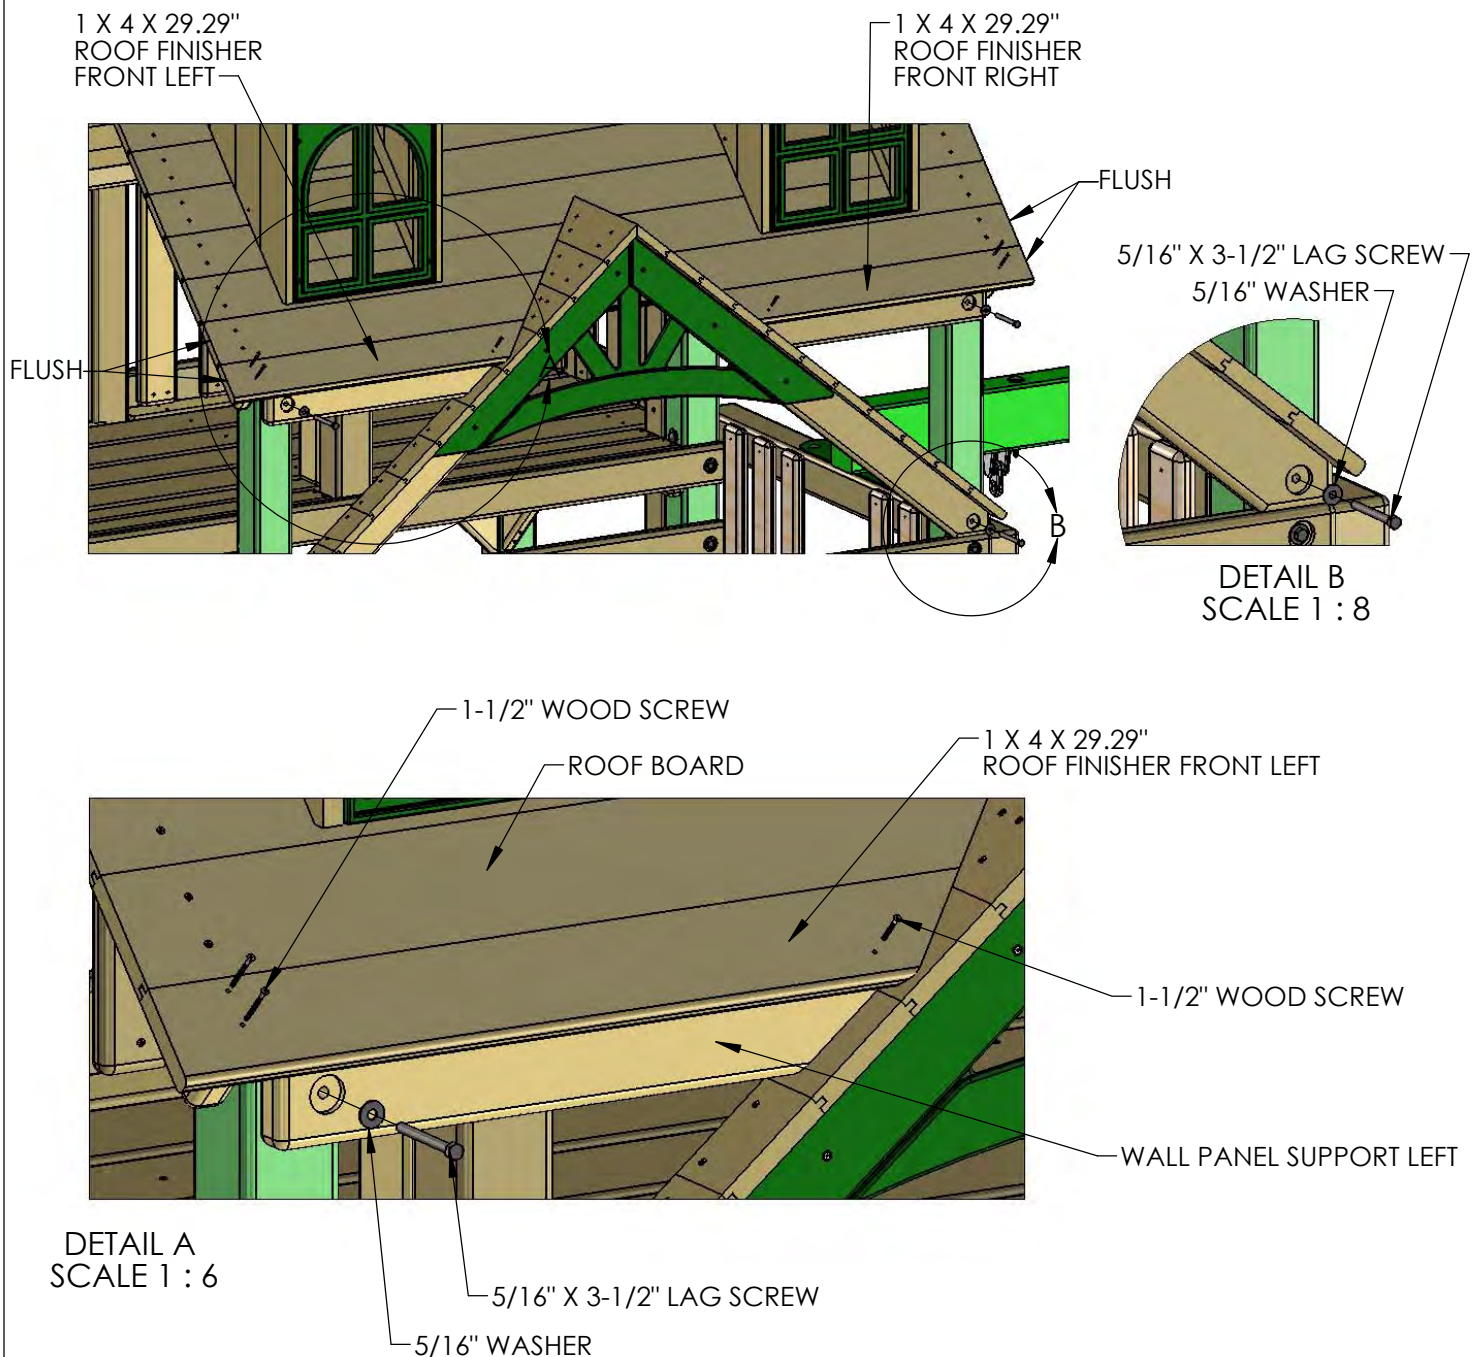 1 X 4 X 29.29"
ROOF FINISHER
FRONT LEFT
1 X 4 X 29.29"
ROOF FINISHER
FRONT RIGHT
FLUSH
5/16" X 3-1/2" LAG SCREW
5/16" WASHER
FLUSH
A
B
DETAIL B
SCALE 1 : 8
1-1/2" WOOD SCREW
ROOF BOARD
1 X 4 X 29.29"
ROOF FINISHER FRONT LEFT
1-1/2" WOOD SCREW
WALL PANEL SUPPORT LEFT
DETAIL A
SCALE 1 : 6
5/16" X 3-1/2" LAG SCREW
5/16" WASHER